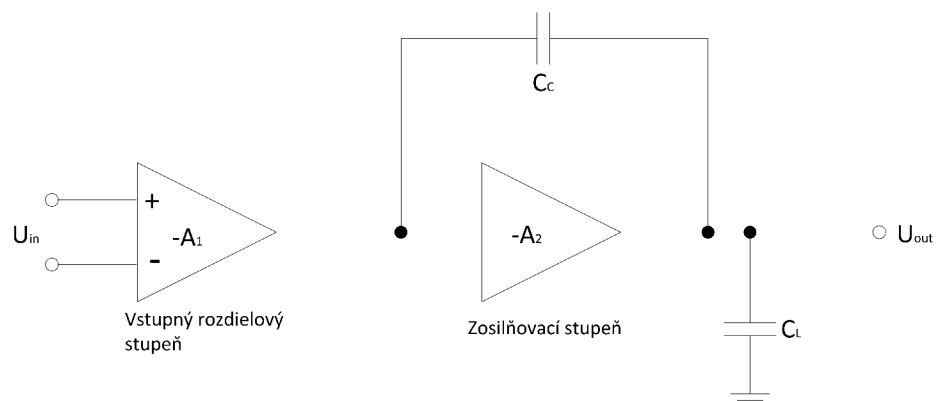 Cc
+
Uin
-A1
-
-A2
Uout
Vstupný rozdielový
stupeň
Zosilňovací stupeň
CL